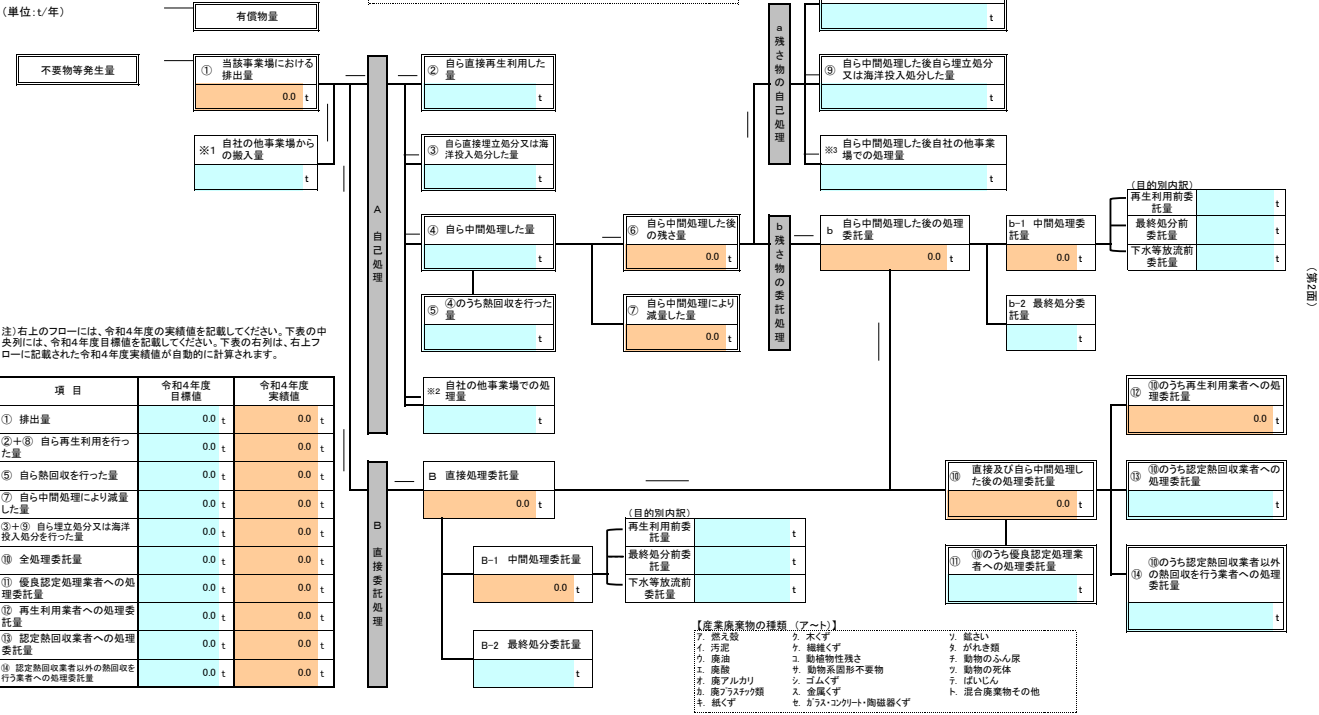 (単位:t/年)
有償物量
不要物等発生量
① 当該事業場における
排出量
0.0 t
※1 自社の他事業場から
の搬入量
t
A 自己処理
② 自ら直接再生利用した
量
t
③ 自ら直接埋立処分又は海
洋投入処分した量
t
④ 自ら中間処理した量
t
⑤ ④のうち熱回収を行った
量
t
※2 自社の他事業場での処
理量
t
⑥ 自ら中間処理した後
の残さ量
0.0 t
⑦ 自ら中間処理により
減量した量
0.0 t
a 残さ物の自己処理
t
⑨ 自ら中間処理した後自ら埋立処分
又は海洋投入処分した量
t
※3 自ら中間処理した後自社の他事業
場での処理量
t
b 残さ物の委託処理
b 自ら中間処理した後の処理
委託量
0.0 t
b-1 中間処理委
託量
0.0 t
b-2 最終処分委
託量
t
(目的別内訳)
再生利用前委
託量
t
最終処分前
委託量
t
下水等放流前
委託量
t
(第2面)
注)右上のフローには、令和4年度の実績値を記載してください。下表の中
央列には、令和4年度目標値を記載してください。下表の右列は、右上フ
ローに記載された令和4年度実績値が自動的に計算されます。
項 目 令和4年度
目標値 令和4年度
実績値
① 排出量 0.0 t 0.0 t
②+⑧ 自ら再生利用を行っ
た量 0.0 t 0.0 t
⑤ 自ら熱回収を行った量 0.0 t 0.0 t
⑦ 自ら中間処理により減量
した量 0.0 t 0.0 t
③+⑨ 自ら埋立処分又は海洋
投入処分を行った量 0.0 t 0.0 t
⑩ 全処理委託量 0.0 t 0.0 t
⑪ 優良認定処理業者への処
理委託量 0.0 t 0.0 t
⑫ 再生利用業者への処理委
託量 0.0 t 0.0 t
⑬ 認定熱回収業者への処理
委託量 0.0 t 0.0 t
⑭ 認定熱回収業者以外の熱回収を
行う業者への処理委託量 0.0 t 0.0 t
B 直接委託処理
B 直接処理委託量
0.0 t
B-1 中間処理委託量
0.0 t
B-2 最終処分委託量
t
(目的別内訳)
再生利用前委
託量
t
最終処分前委
託量
t
下水等放流前
委託量
t
⑩ 直接及び自ら中間処理し
た後の処理委託量
0.0 t
⑪ ⑩のうち優良認定処理業
者への処理委託量
t
⑫ ⑩のうち再生利用業者への処
理委託量
0.0 t
⑬ ⑩のうち認定熱回収業者への
処理委託量
t
⑭ ⑩のうち認定熱回収業者以外
の熱回収を行う業者への処理
委託量
t
【産業廃棄物の種類 (ア~ト)】
ア. 燃え殻 ク. 木くず ソ. 鉱さい
イ. 汚泥 ケ. 繊維くず タ. がれき類
ウ. 廃油 コ. 動植物性残さ チ. 動物のふん尿
エ. 廃酸 サ. 動物系固形不要物 ツ. 動物の死体
オ. 廃アルカリ シ. ゴムくず テ. ばいじん
カ. 廃プラスチック類 ス. 金属くず ト. 混合廃棄物その他
キ. 紙くず セ. ガラス・コンクリート・陶磁器くず